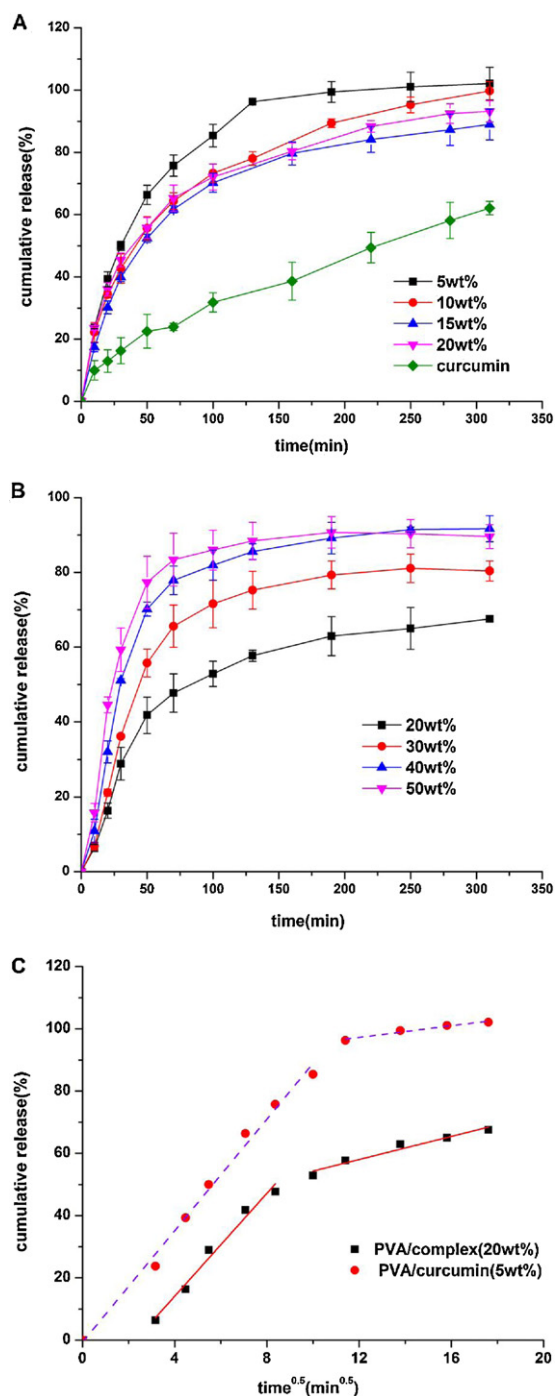 A
120
100
80
60
40
20
0
cumulative release(%)
5wt%
10wt%
15wt%
20wt%
curcumin
0 50 100 150 200 250 300 350
time(min)
B
100
80
60
40
20
0
cumulative release(%)
20wt%
30wt%
40wt%
50wt%
0 50 100 150 200 250 300 350
time(min)
C
120
100
80
60
40
20
0
cumulative release(%)
PVA/complex(20wt%)
PVA/curcumin(5wt%)
0 4 8 12 16 20
time^0.5(min^0.5)